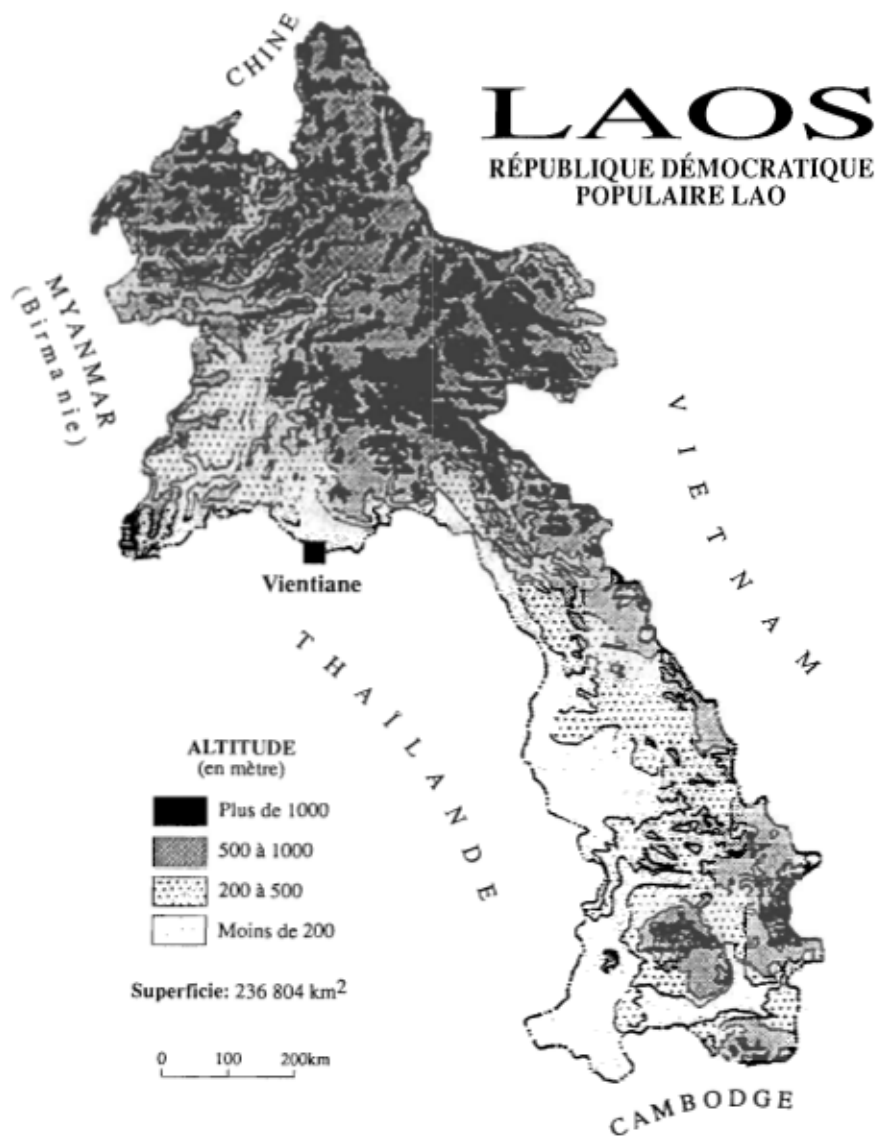 CHINE
LAOS
RÉPUBLIQUE DÉMOCRATIQUE
POPULAIRE LAO
MYANMAR
(Birmanie)
VIETNAM
Vientiane
THAÏLANDE
ALTITUDE
(en mètre)
Plus de 1000
500 à 1000
200 à 500
Moins de 200
Superficie: 236 804 km²
0 100 200km
CAMBODGE